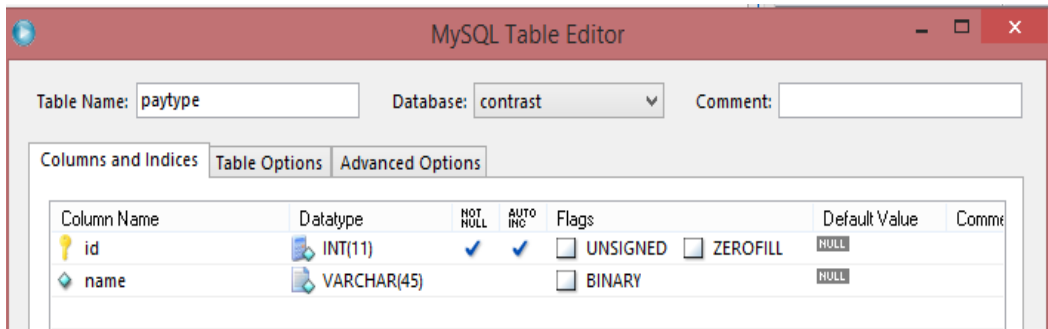 MySQL Table Editor
Table Name: paytype Database: contrast Comment:
Columns and Indices Table Options Advanced Options
Column Name Datatype NOT NULL AUTO INC Flags Default Value Comme
id INT(11) UNSIGNED ZEROFILL NULL
name VARCHAR(45) BINARY NULL